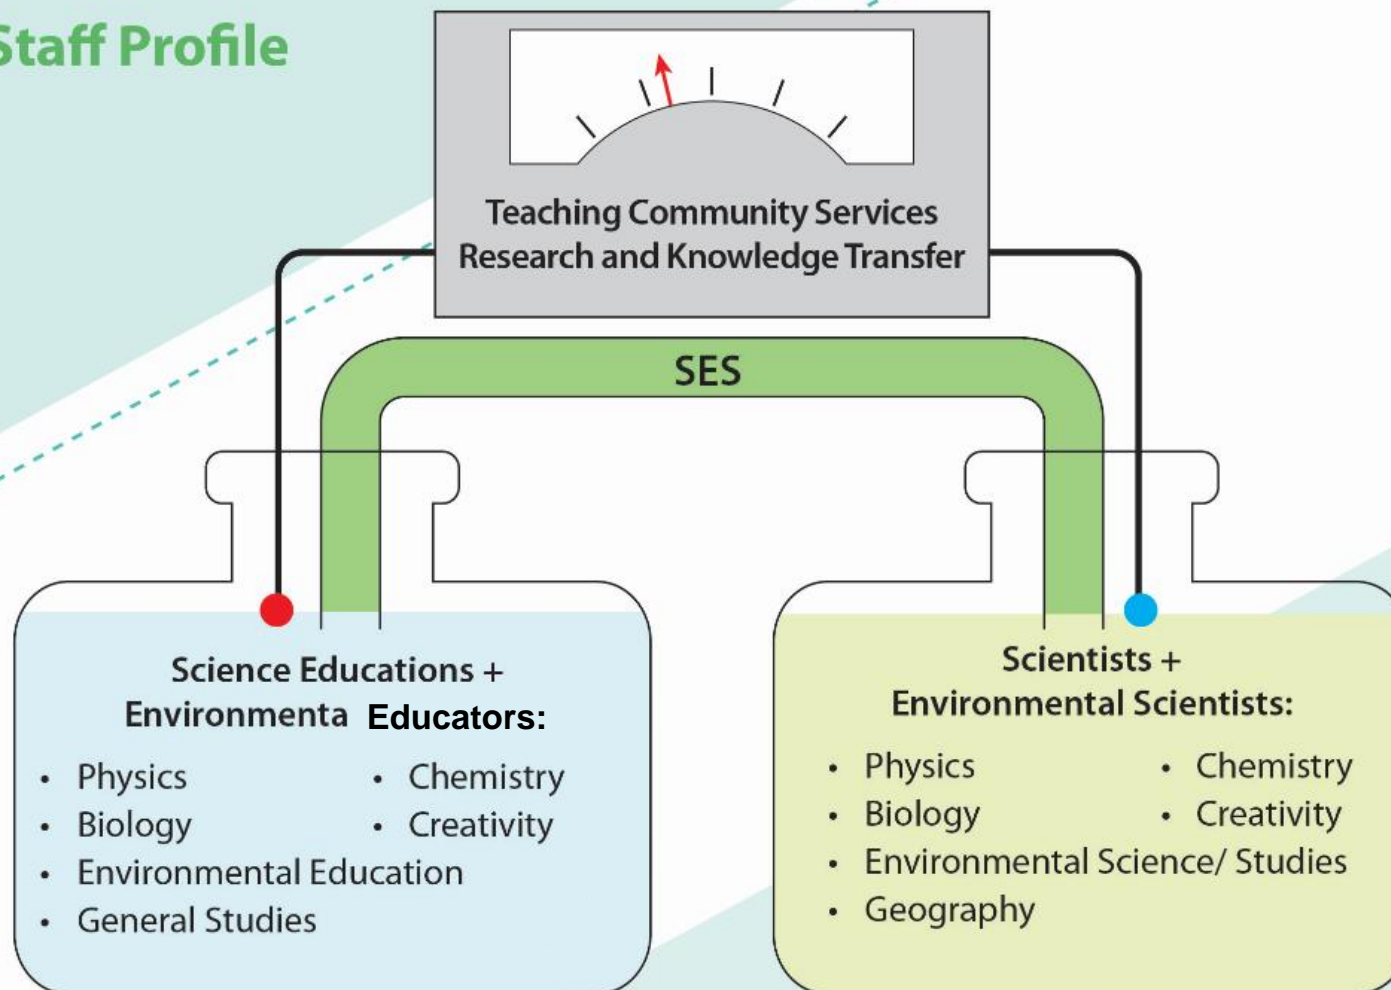 Staff Profile
Teaching Community Services
Research and Knowledge Transfer
SES
Science Educations +
Environmenta Educators:
• Physics
• Chemistry
• Biology
• Creativity
• Environmental Education
• General Studies
Scientists +
Environmental Scientists:
• Physics
• Chemistry
• Biology
• Creativity
• Environmental Science/ Studies
• Geography